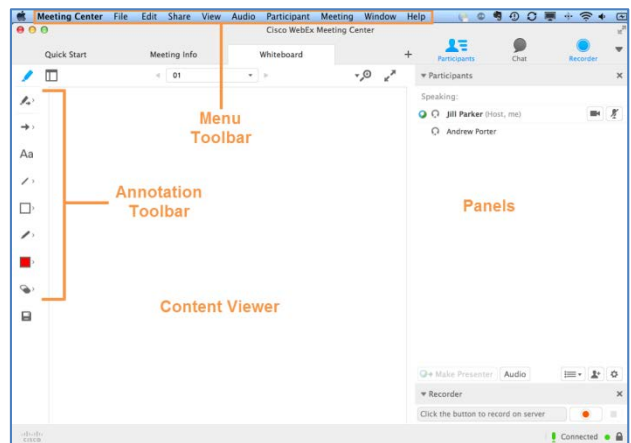 Meeting Center File Edit Share View Audio Participant Meeting Window Help
Cisco WebEx Meeting Center
Quick Start Meeting Info Whiteboard +
Participants Chat Recorder
01
Participants
Speaking:
Jill Parker (Host, me)
Andrew Porter
Menu
Toolbar
Aa
Annotation
Toolbar
Panels
Content Viewer
Make Presenter Audio
Recorder
Click the button to record on server
cisco
Connected